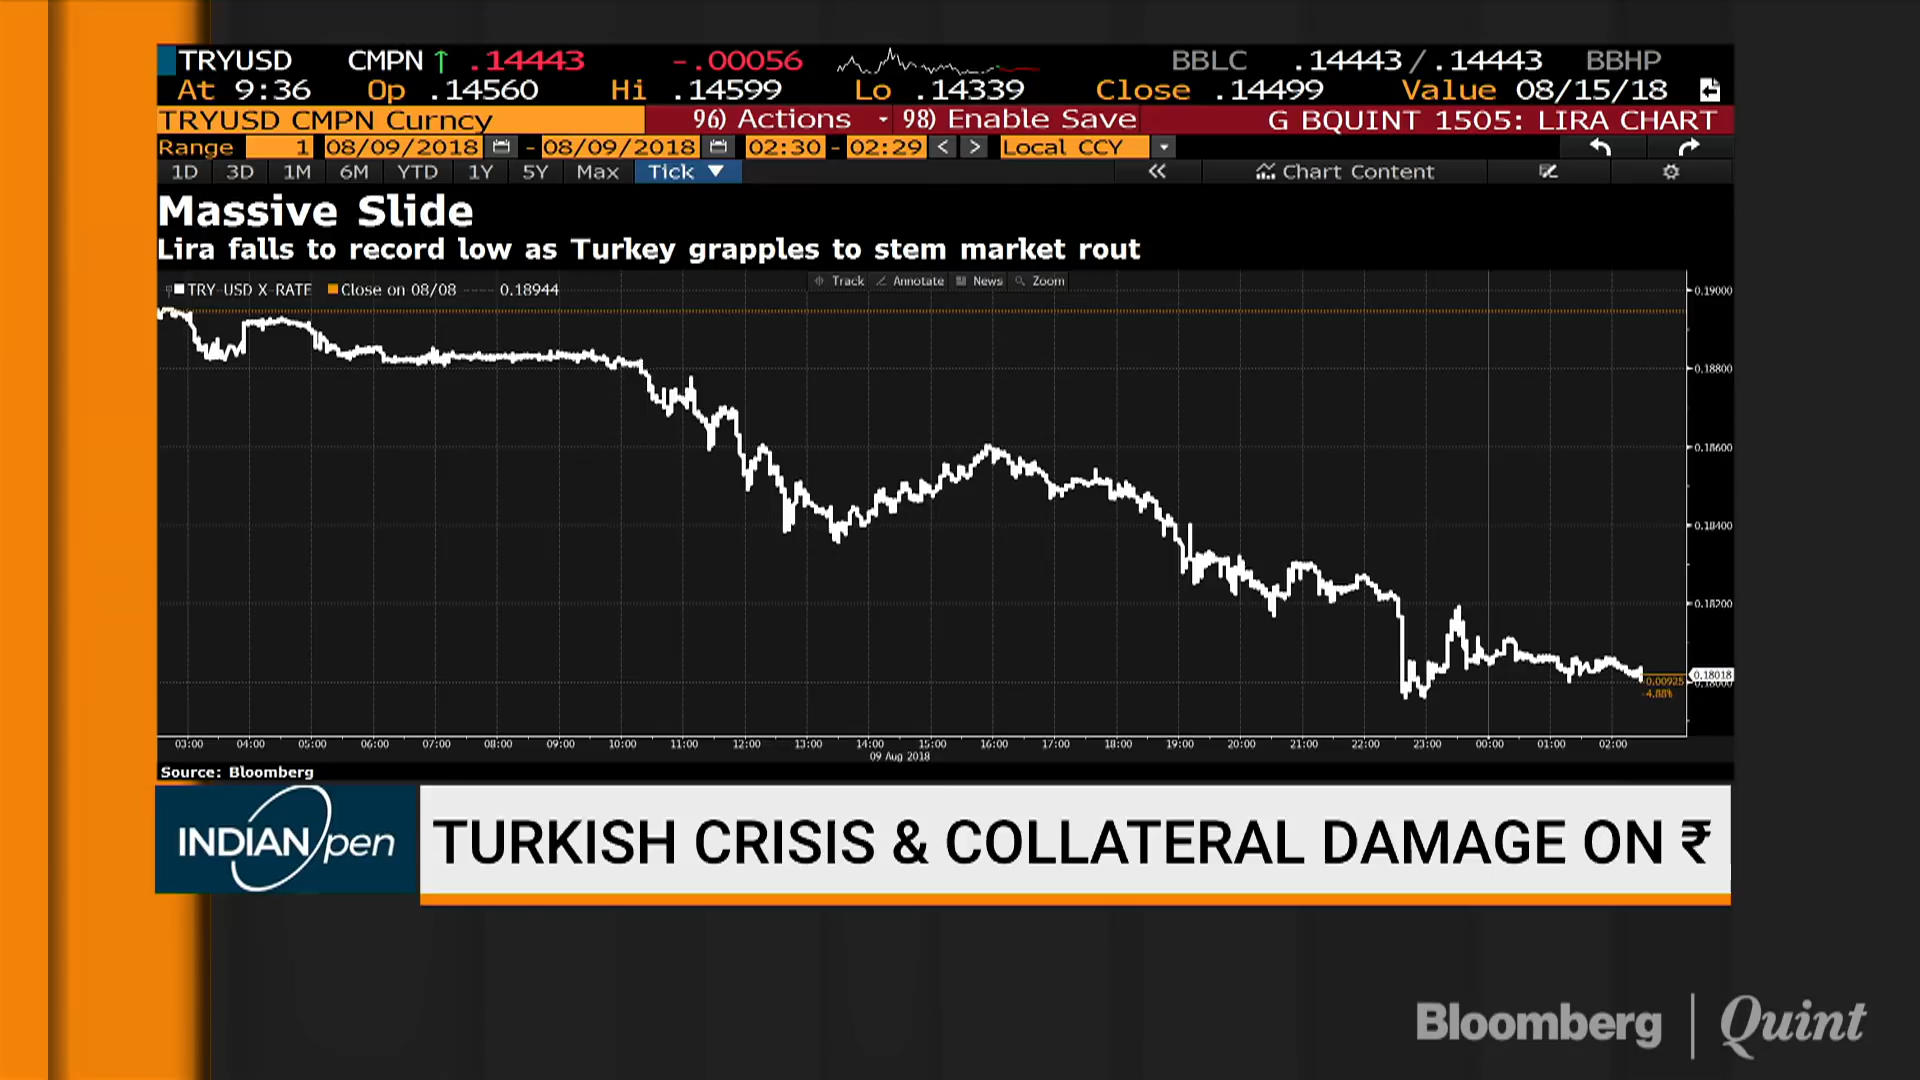 TRYUSD CMPN ↑ .14443 -.00056 BBLC .14443 / .14443 BBHP
At 9:36 Op .14560 Hi .14599 Lo .14339 Close .14499 Value 08/15/18
TRYUSD CMPN Curncy 96) Actions 98) Enable Save G BQUINT 1505: LIRA CHART
Range 1 08/09/2018 - 08/09/2018 02:30 - 02:29 < > Local CCY
1D 3D 1M 6M YTD 1Y 5Y Max Tick ▼ « Chart Content
Massive Slide
Lira falls to record low as Turkey grapples to stem market rout
Track Annotate News Zoom
TRY-USD X-RATE Close on 08/08 ---- 0.18944
0.19000
0.18800
0.18600
0.18400
0.18200
0.18018
0.18000
0.00925
-4.88%
03:00 04:00 05:00 06:00 07:00 08:00 09:00 10:00 11:00 12:00 13:00 14:00 15:00 16:00 17:00 18:00 19:00 20:00 21:00 22:00 23:00 00:00 01:00 02:00
09 Aug 2018
Source: Bloomberg
INDIAN Open
TURKISH CRISIS & COLLATERAL DAMAGE ON ₹
Bloomberg | Quint